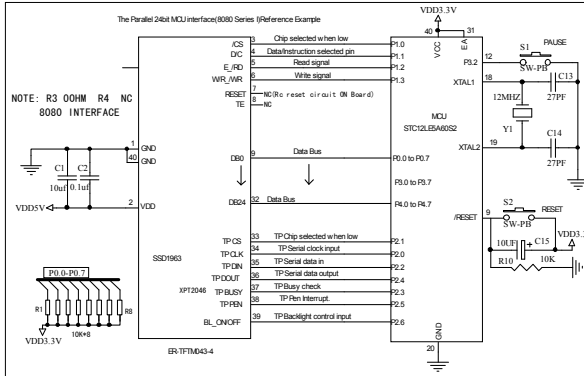 The Parallel 24bit MCU interface(8080 Series I)Reference Example
VDD3.3V
40
31
VCC
EA
/CS 3 Chip selected when low P1.0
D/C 4 Data/Instruction selected pin P1.1
E_/RD 5 Read signal P1.2
WR_/WR 6 Write signal P1.3
RESET 7 NC(Rc reset circuit ON Board)
TE 8 NC
P3.2 12 S1 PAUSE
SW-PB
XTAL1 18 C13
27PF
12MHZ
Y1
XTAL2 19 C14
27PF
NOTE: R3 0OHM R4 NC
8080 INTERFACE
MCU
STC12LE5A60S2
1 GND
40 GND
C1 C2
10uf 0.1uf
VDD5V 2 VDD
DB0 9 Data Bus P0.0 to P0.7
P3.0 to P3.7
DB24 32 Data Bus P4.0 to P4.7
/RESET 9 S2 RESET
SW-PB
10UF + C15 VDD3.3
R10 10K
SSD1963
XPT2046
TP CS 33 TP Chip selected when low P2.1
TP CLK 34 TP Serial clock input P2.0
TP DIN 35 TP Serial data in P2.2
TP DOUT 36 TP Serial data output P2.4
TP BUSY 37 TP Busy check P2.3
TP PEN 38 TP Pen Interrupt. P2.5
BL_ON/OFF 39 TP Backlight control input P2.6
P0.0-P0.7
R1 R8
10K*8
VDD3.3V
GND
20
ER-TFTM043-4